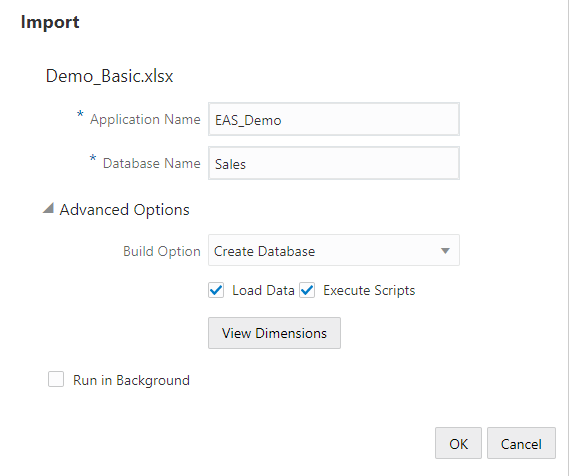 Import
Demo_Basic.xlsx
* Application Name EAS_Demo
* Database Name Sales
Advanced Options
Build Option Create Database
Load Data Execute Scripts
View Dimensions
Run in Background
OK Cancel